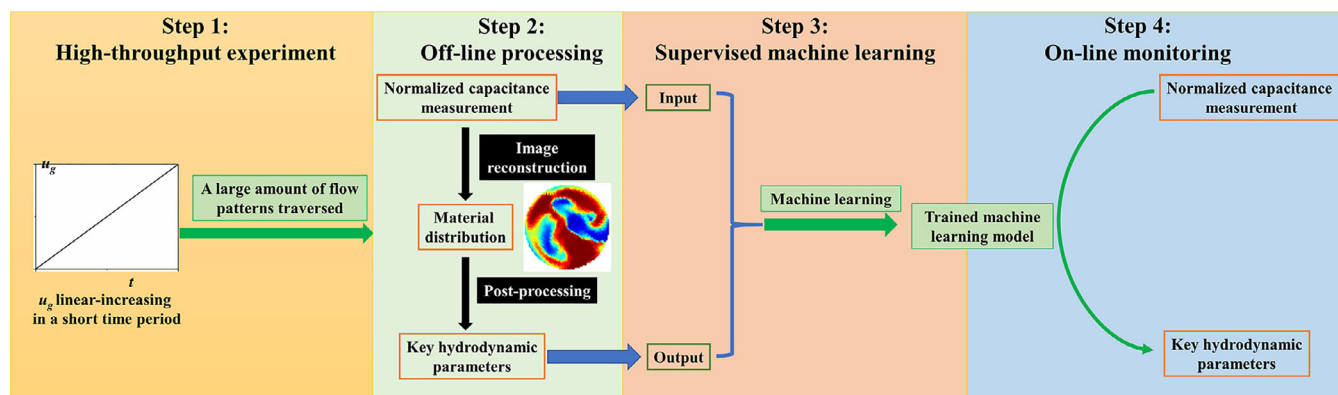 Step 1:
High-throughput experiment
u_g
t
u_g linear-increasing
in a short time period
A large amount of flow
patterns traversed
Step 2:
Off-line processing
Normalized capacitance
measurement
Image
reconstruction
Material
distribution
Post-processing
Key hydrodynamic
parameters
Step 3:
Supervised machine learning
Input
Machine learning
Output
Trained machine
learning model
Step 4:
On-line monitoring
Normalized capacitance
measurement
Key hydrodynamic
parameters